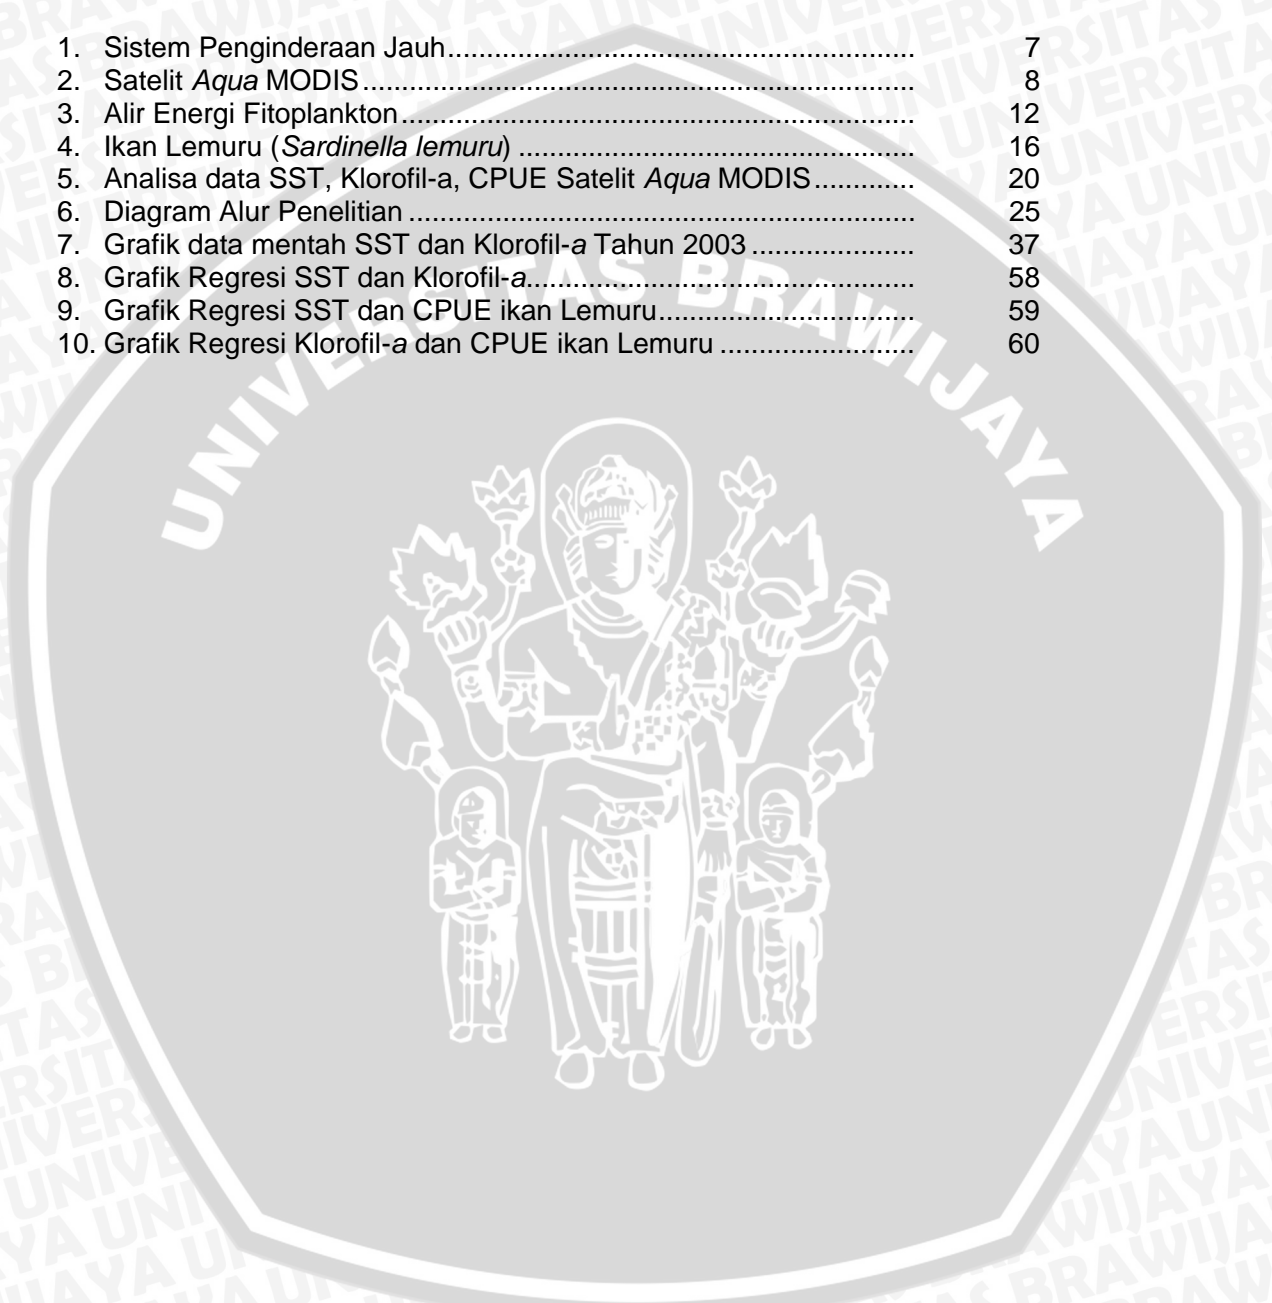 1. Sistem Penginderaan Jauh............................................................ 7
2. Satelit Aqua MODIS....................................................................... 8
3. Alir Energi Fitoplankton.................................................................. 12
4. Ikan Lemuru (Sardinella lemuru) ................................................... 16
5. Analisa data SST, Klorofil-a, CPUE Satelit Aqua MODIS............. 20
6. Diagram Alur Penelitian ................................................................. 25
7. Grafik data mentah SST dan Klorofil-a Tahun 2003..................... 37
8. Grafik Regresi SST dan Klorofil-a.................................................. 58
9. Grafik Regresi SST dan CPUE ikan Lemuru................................. 59
10. Grafik Regresi Klorofil-a dan CPUE ikan Lemuru ......................... 60
UNIVERSITAS BRAWIJAYA